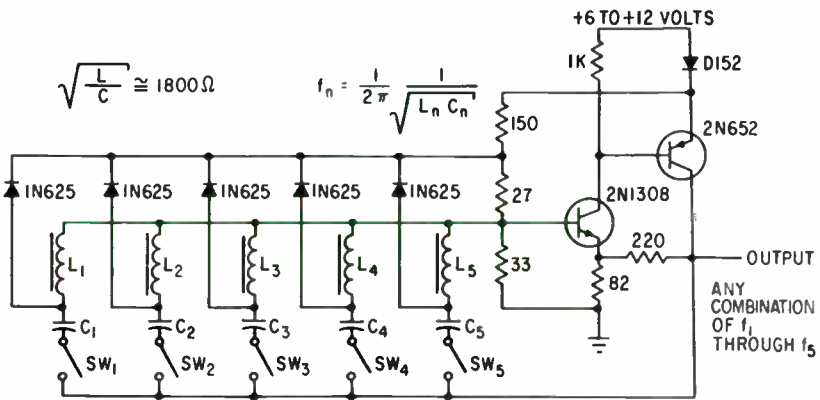 +6 TO +12 VOLTS
1K
D152
√L/C ≅ 1800Ω
fn = 1/2π 1/√Ln Cn
150
2N652
1N625
1N625
1N625
1N625
1N625
27
2N1308
L1
L2
L3
L4
L5
33
220
82
OUTPUT
C1
C2
C3
C4
C5
SW1
SW2
SW3
SW4
SW5
ANY
COMBINATION
OF f1
THROUGH f5